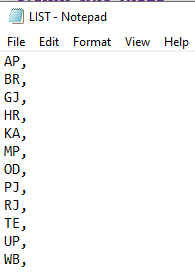 LIST - Notepad
File Edit Format View Help
AP,
BR,
GJ,
HR,
KA,
MP,
OD,
PJ,
RJ,
TE,
UP,
WB,